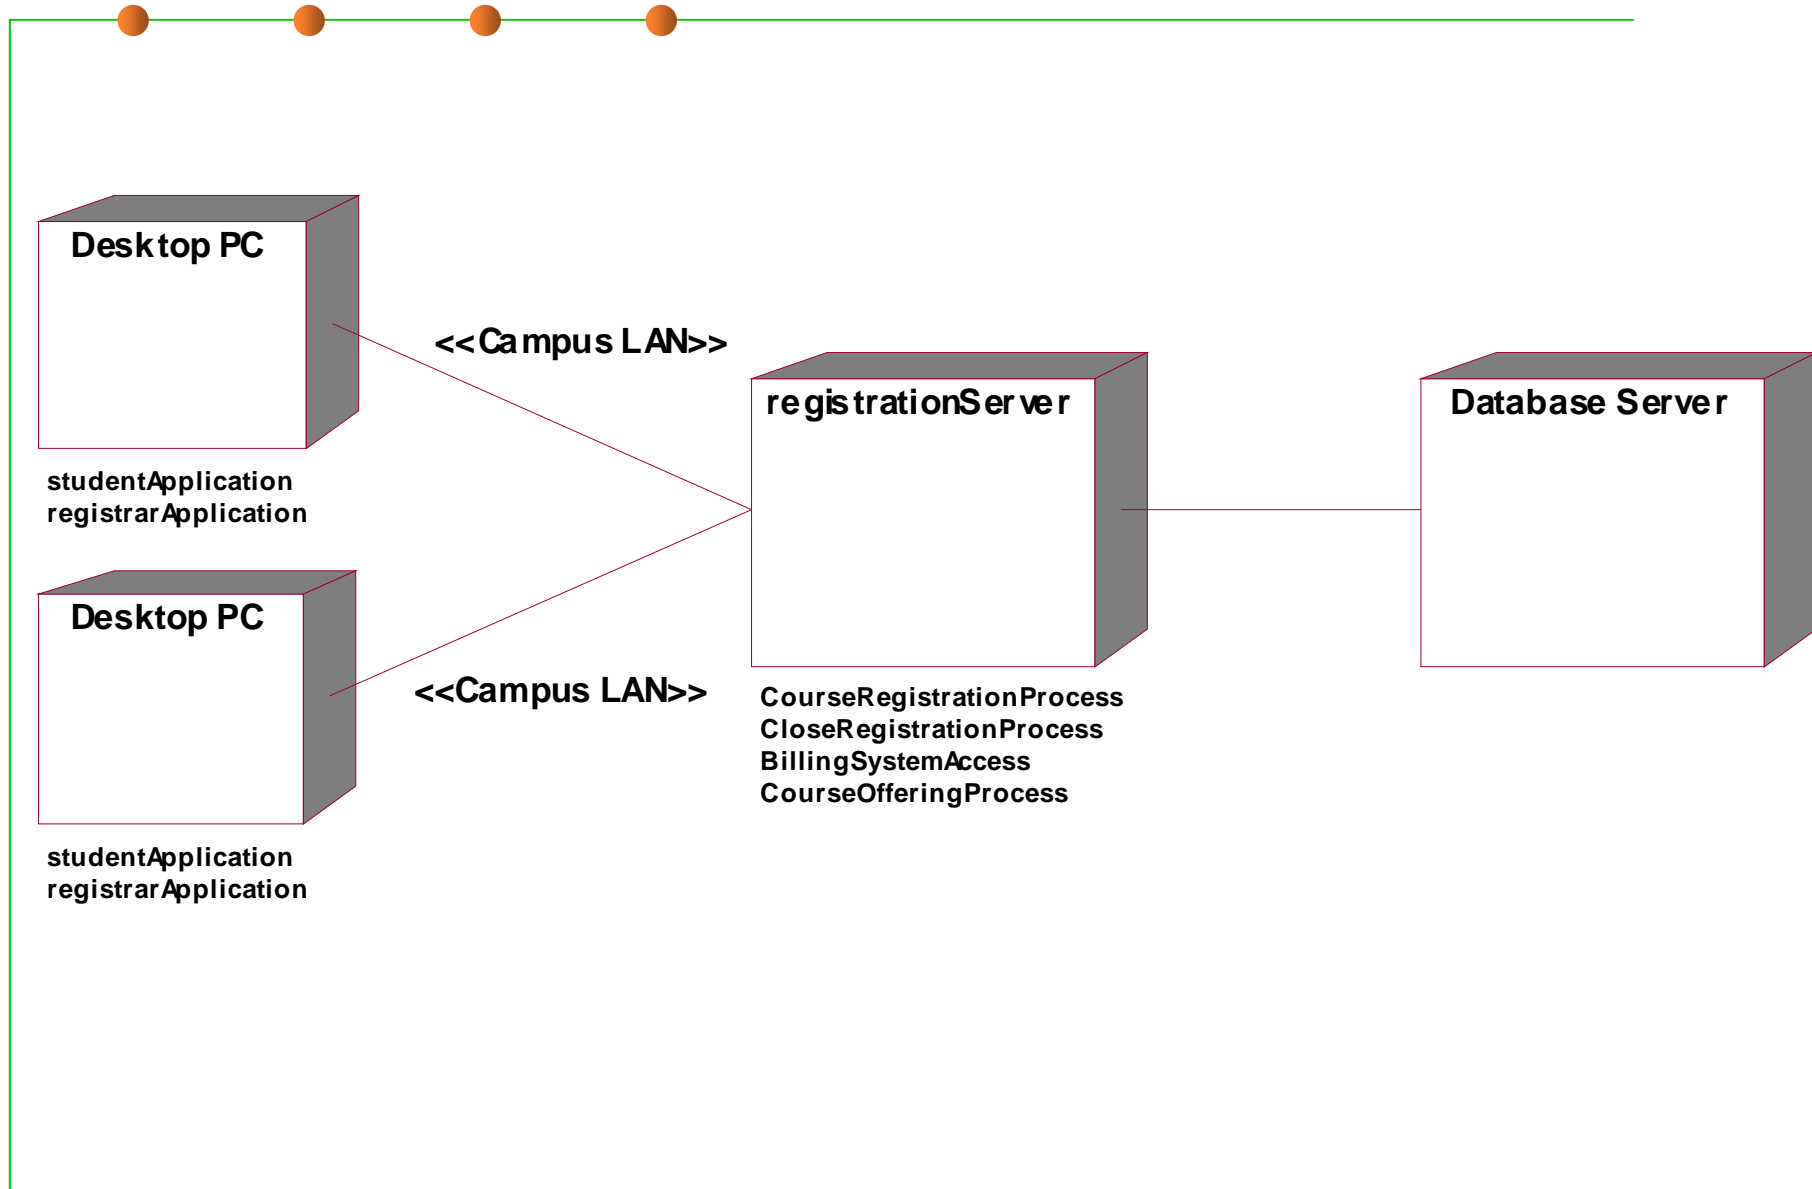 Desktop PC
<<Campus LAN>>
registrationServer
Database Server
studentApplication
registrarApplication
Desktop PC
<<Campus LAN>>
CourseRegistrationProcess
CloseRegistrationProcess
BillingSystemAccess
CourseOfferingProcess
studentApplication
registrarApplication